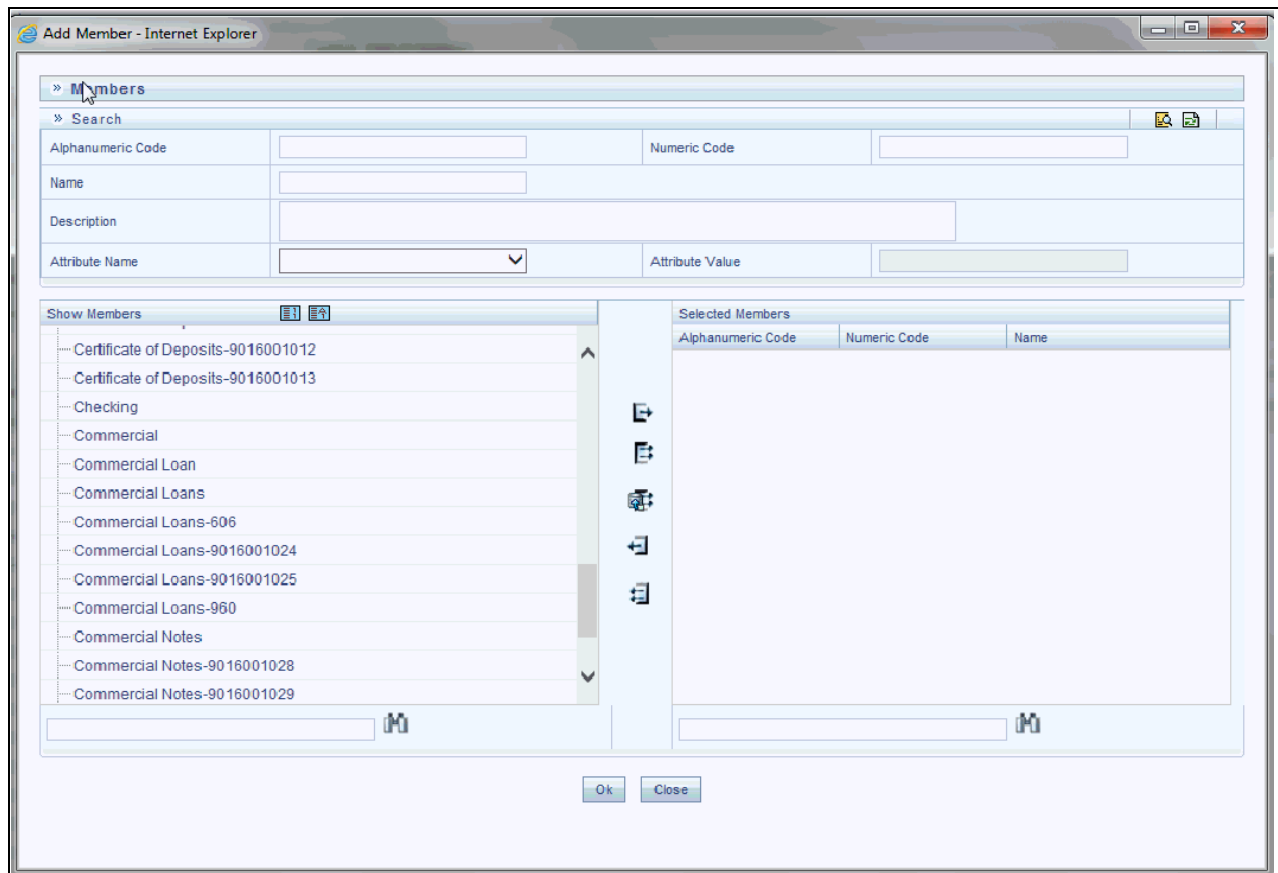 Add Member - Internet Explorer
» Members
» Search
Alphanumeric Code Numeric Code
Name
Description
Attribute Name Attribute Value
Show Members Selected Members
Alphanumeric Code Numeric Code Name
Certificate of Deposits-9016001012
Certificate of Deposits-9016001013
Checking
Commercial
Commercial Loan
Commercial Loans
Commercial Loans-606
Commercial Loans-9016001024
Commercial Loans-9016001025
Commercial Loans-960
Commercial Notes
Commercial Notes-9016001028
Commercial Notes-9016001029
Ok Close